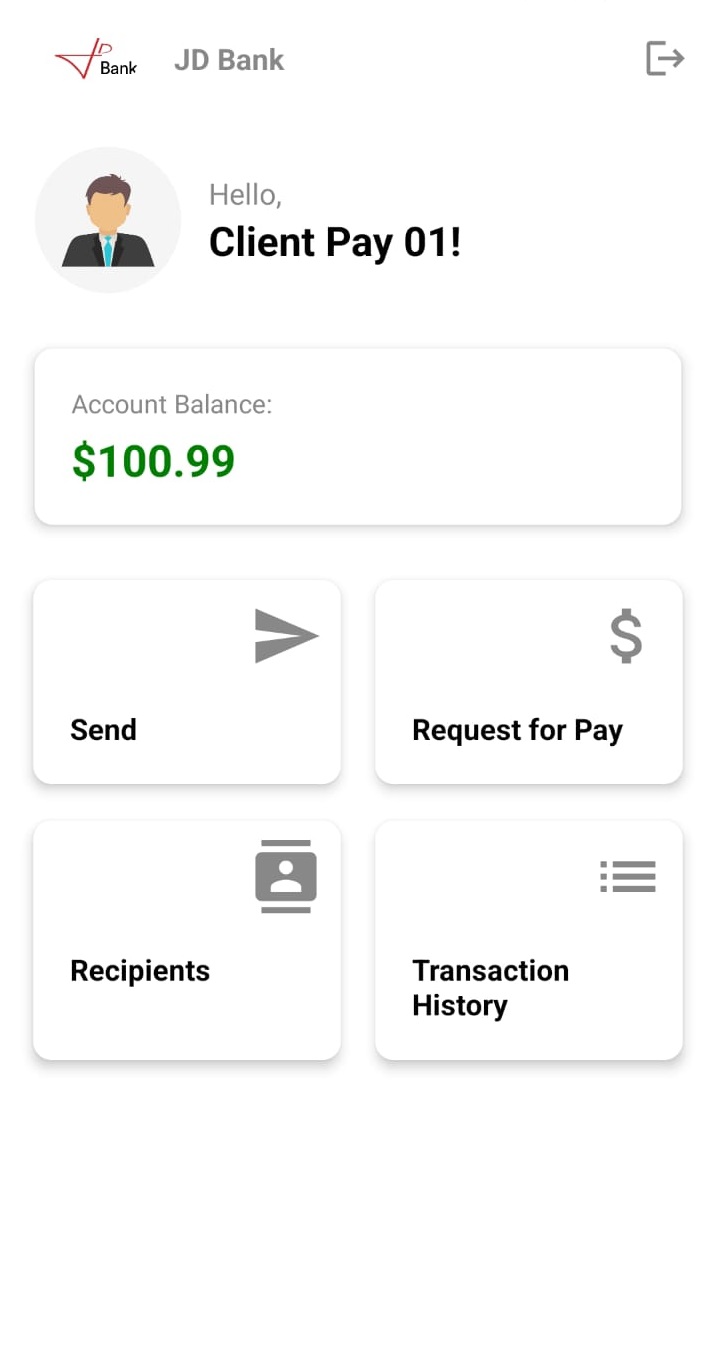 JD
Bank
JD Bank
Hello,
Client Pay 01!
Account Balance:
$100.99
Send
Request for Pay
Recipients
Transaction
History